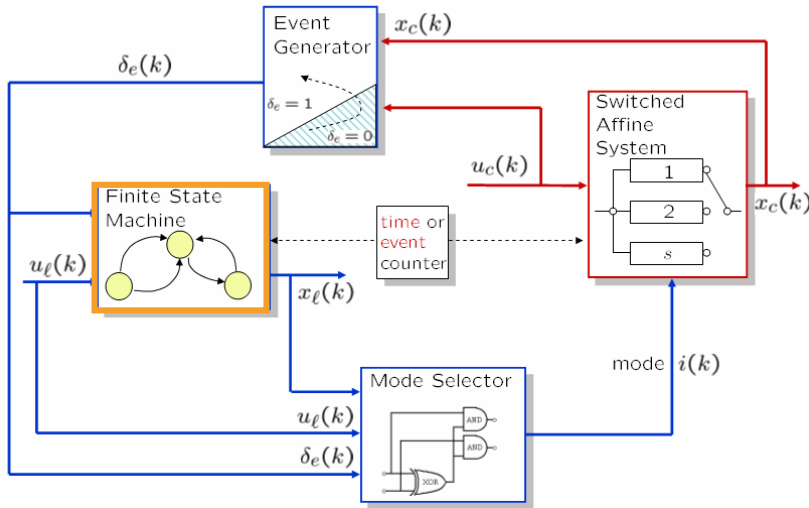 Event
Generator
x_c(k)
δ_e(k)
δ_e = 1
δ_e = 0
Switched
Affine
System
u_c(k)
1
2
s
x_c(k)
Finite State
Machine
time or
event
counter
u_ℓ(k)
x_ℓ(k)
mode i(k)
Mode Selector
AND
AND
XOR
u_ℓ(k)
δ_e(k)